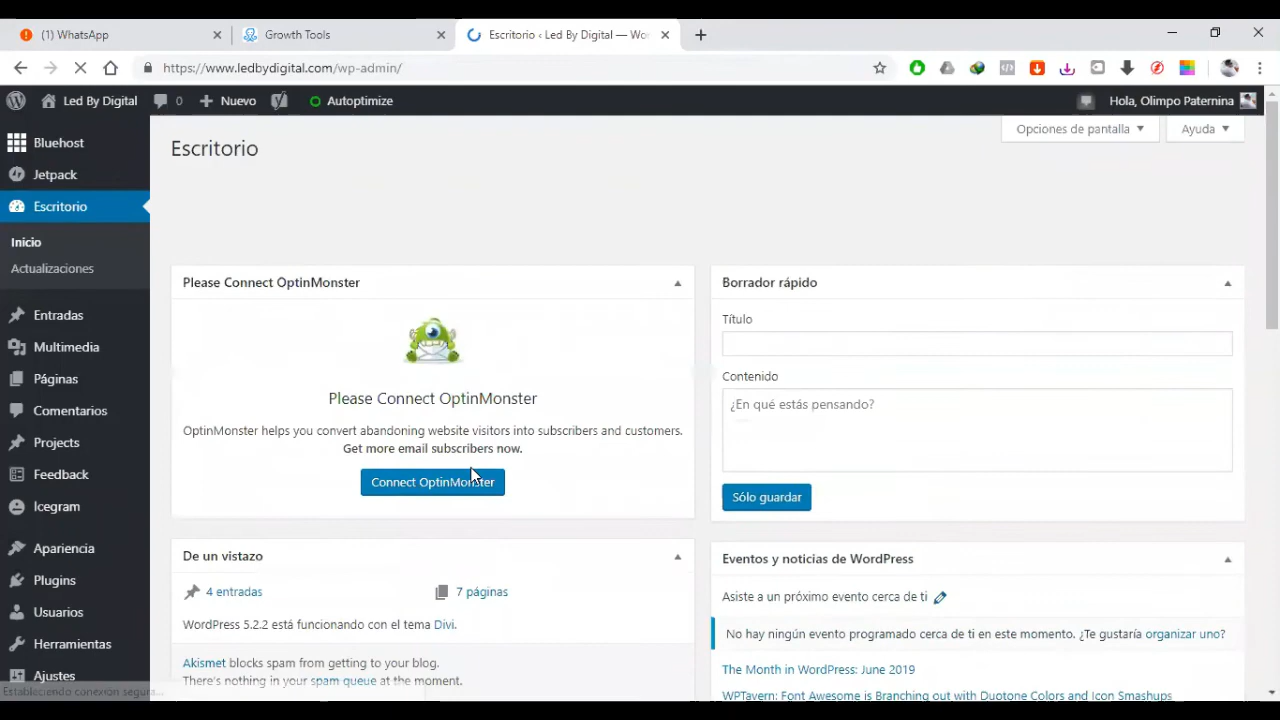 (1) WhatsApp
Growth Tools
Escritorio ‹ Led By Digital — Wor
https://www.ledbydigital.com/wp-admin/
Led By Digital
0
Nuevo
Autoptimize
Hola, Olimpo Paternina
Bluehost
Jetpack
Escritorio
Inicio
Actualizaciones
Entradas
Multimedia
Páginas
Comentarios
Projects
Feedback
Icegram
Apariencia
Plugins
Usuarios
Herramientas
Ajustes
Estableciendo conexión segura...
Escritorio
Opciones de pantalla
Ayuda
Please Connect OptinMonster
Please Connect OptinMonster
OptinMonster helps you convert abandoning website visitors into subscribers and customers.
Get more email subscribers now.
Connect OptinMonster
De un vistazo
4 entradas
7 páginas
WordPress 5.2.2 está funcionando con el tema Divi.
Akismet blocks spam from getting to your blog.
There's nothing in your spam queue at the moment.
Borrador rápido
Título
Contenido
¿En qué estás pensando?
Sólo guardar
Eventos y noticias de WordPress
Asiste a un próximo evento cerca de ti
No hay ningún evento programado cerca de ti en este momento. ¿Te gustaría organizar uno?
The Month in WordPress: June 2019
WPTavern: Font Awesome is Branching out with Duotone Colors and Icon Smashups